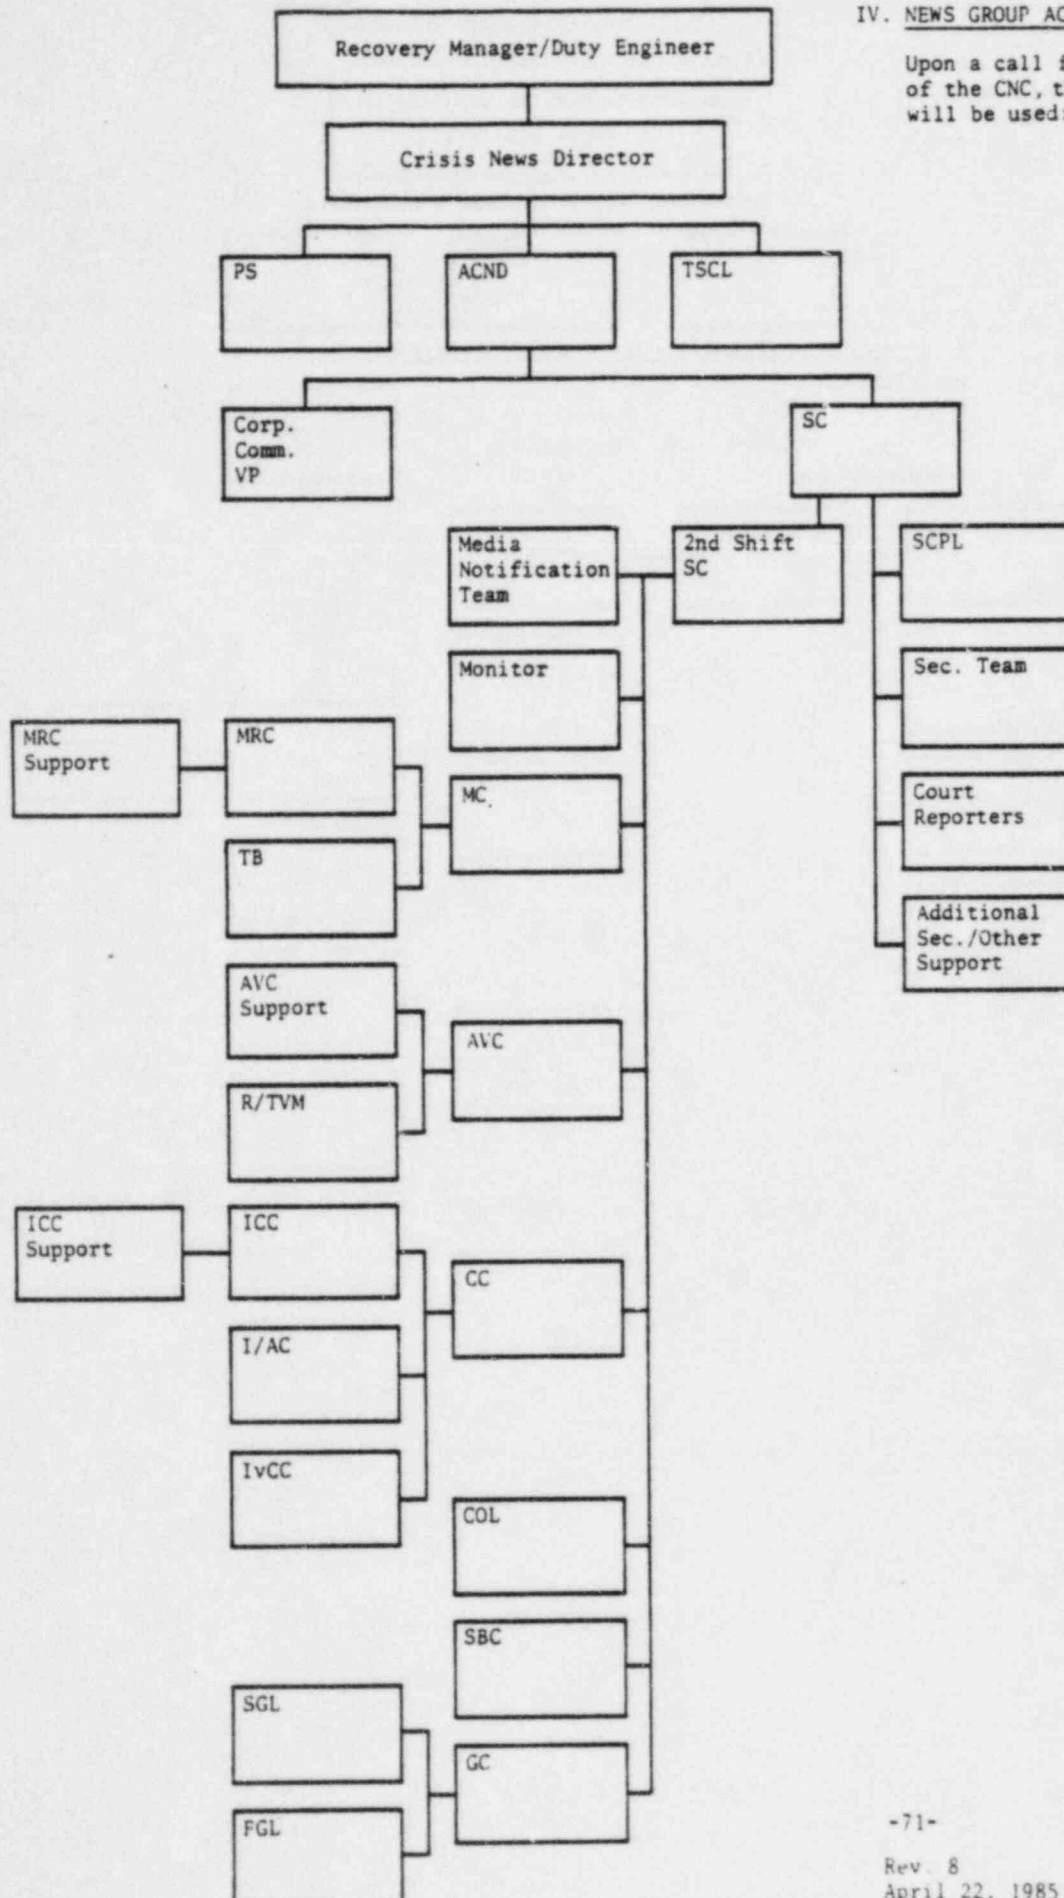 IV. NEWS GROUP AC
Upon a call f
of the CNC, t
will be used:
Recovery Manager/Duty Engineer
Crisis News Director
PS
ACND
TSCL
Corp.
Comm.
VP
SC
Media
Notification
Team
2nd Shift
SC
SCPL
Monitor
Sec. Team
MRC
Support
MRC
MC
Court
Reporters
TB
Additional
Sec./Other
Support
AVC
Support
AVC
R/TVM
ICC
Support
ICC
CC
I/AC
IvCC
COL
SBC
SGL
GC
FGL
-71-
Rev. 8
April 22, 1985